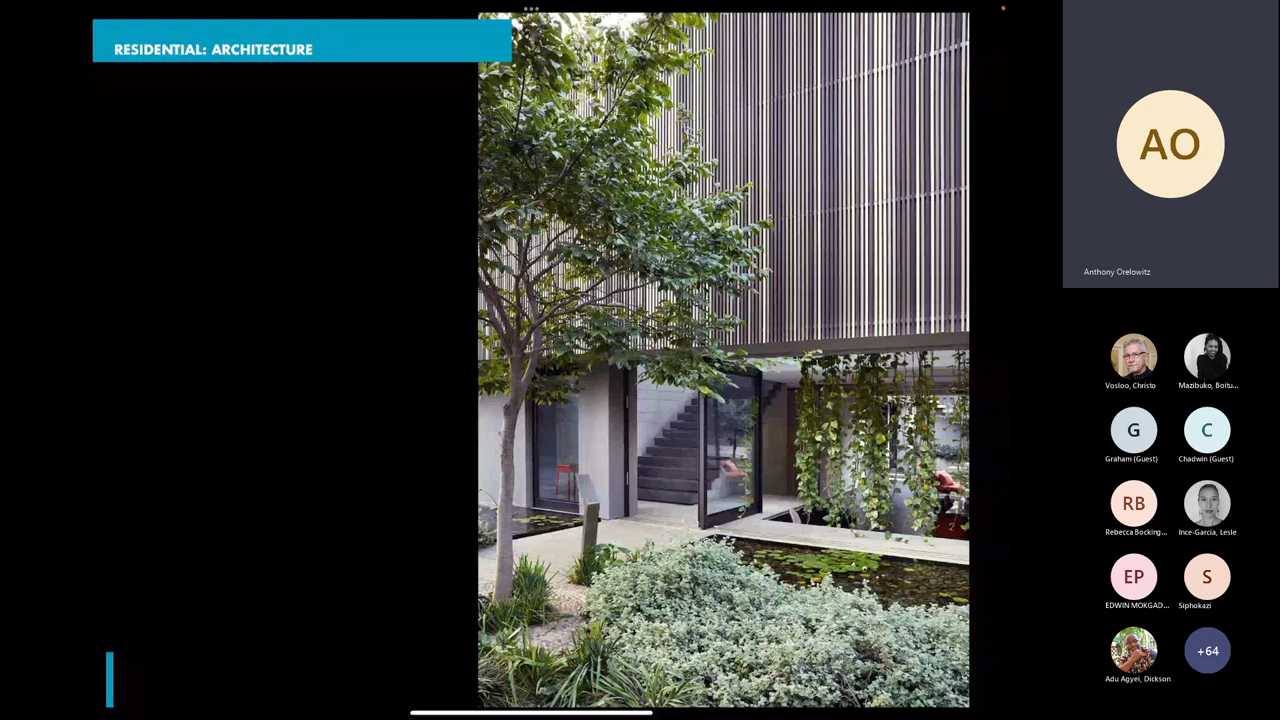 RESIDENTIAL: ARCHITECTURE
AO
Anthony Orelowitz
Vosloo, Christo
Mazibuko, Boitu...
G
C
Graham (Guest)
Chadwin (Guest)
RB
Rebecca Bocking...
Ince-Garcia, Lesle
EP
S
EDWIN MOKGAD...
Siphokazi
+64
Adu Agyei, Dickson